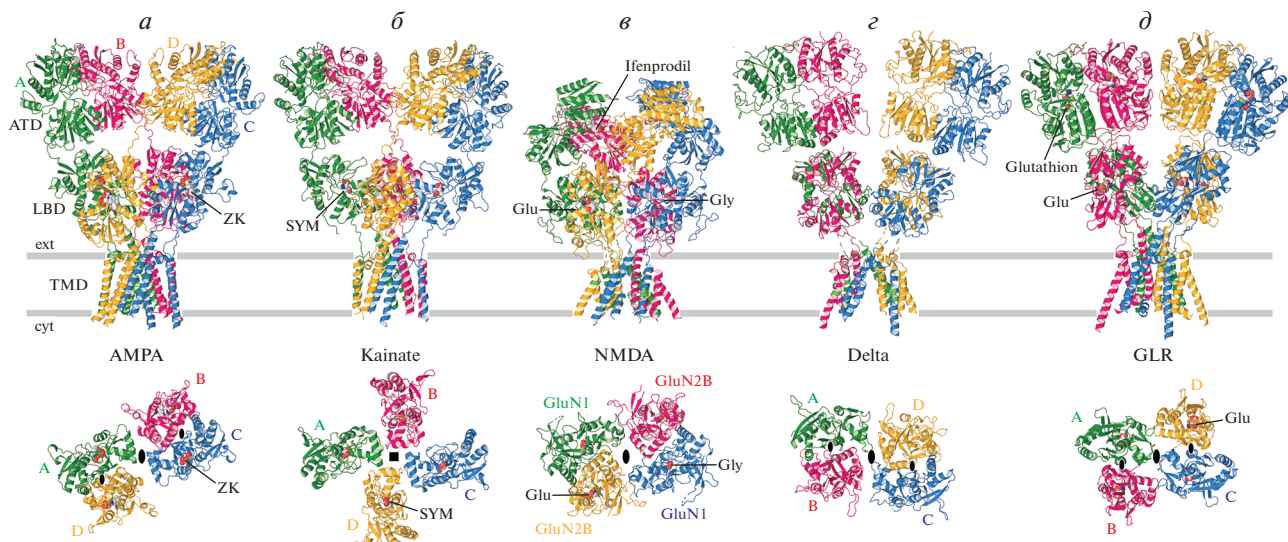 а б в г д
B D
A
ATD C
Ifenprodil
Glutathion
LBD ZK SYM Glu Gly Glu
ext
TMD
cyt
AMPA Kainate NMDA Delta GLR
B B GluN2B
GluN1 A D A D
A A Glu
Gly
ZK C Glu
D SYM B C C
D GluN2B GluN1 B